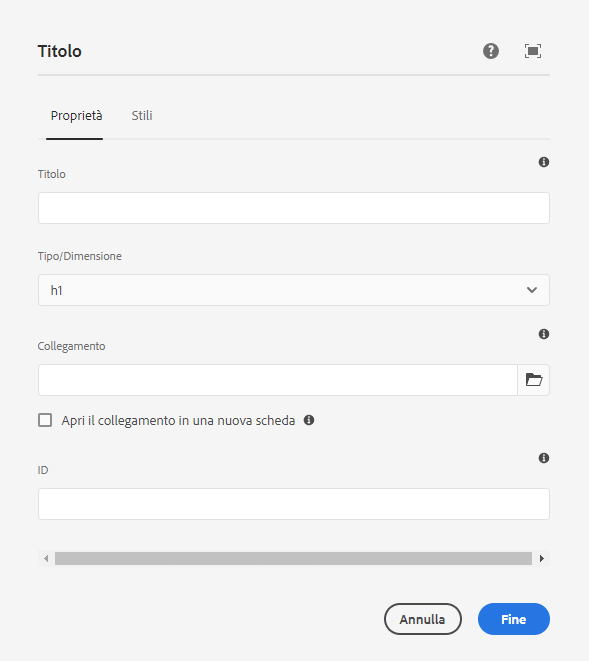 Titolo
Proprietà Stili
Titolo
Tipo/Dimensione
h1
Collegamento
Apri il collegamento in una nuova scheda
ID
Annulla Fine